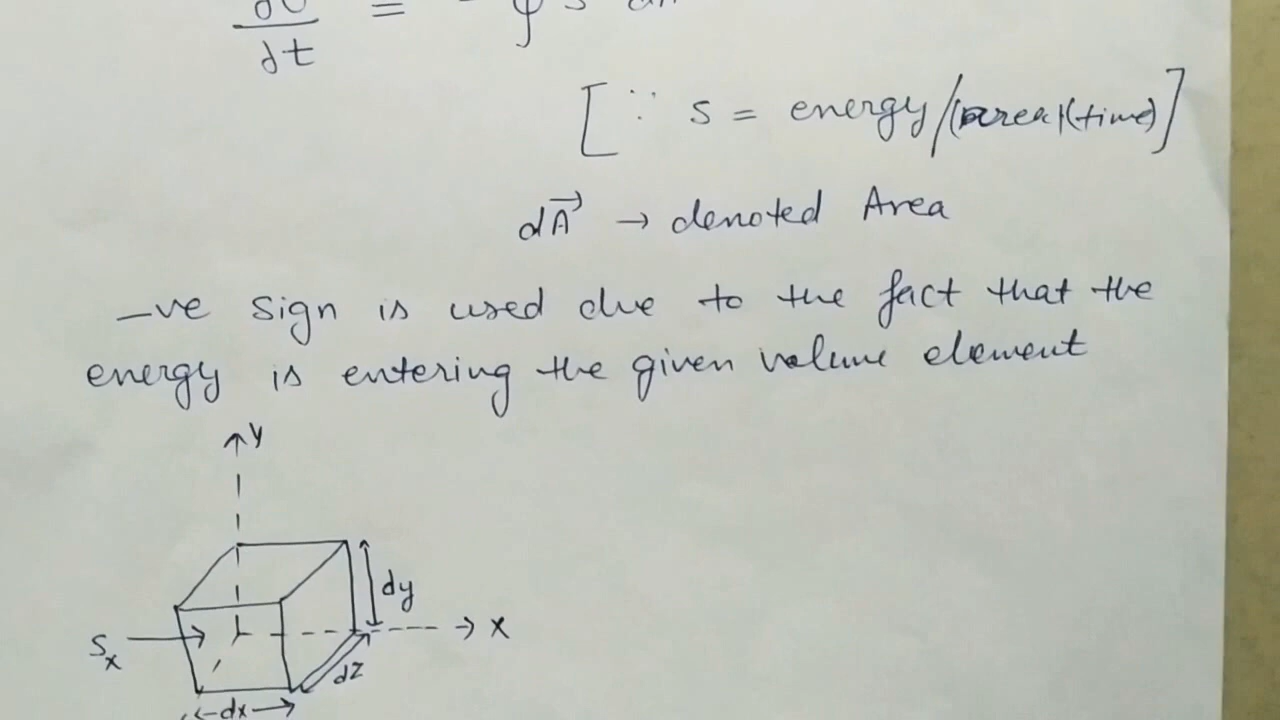 ∂t = - ∮ S
[∵ S = energy/(area)(time)]
dA⃗ → denoted Area
-ve sign is used due to the fact that the
energy is entering the given volume element
Y
dy
Sx
X
dz
dx